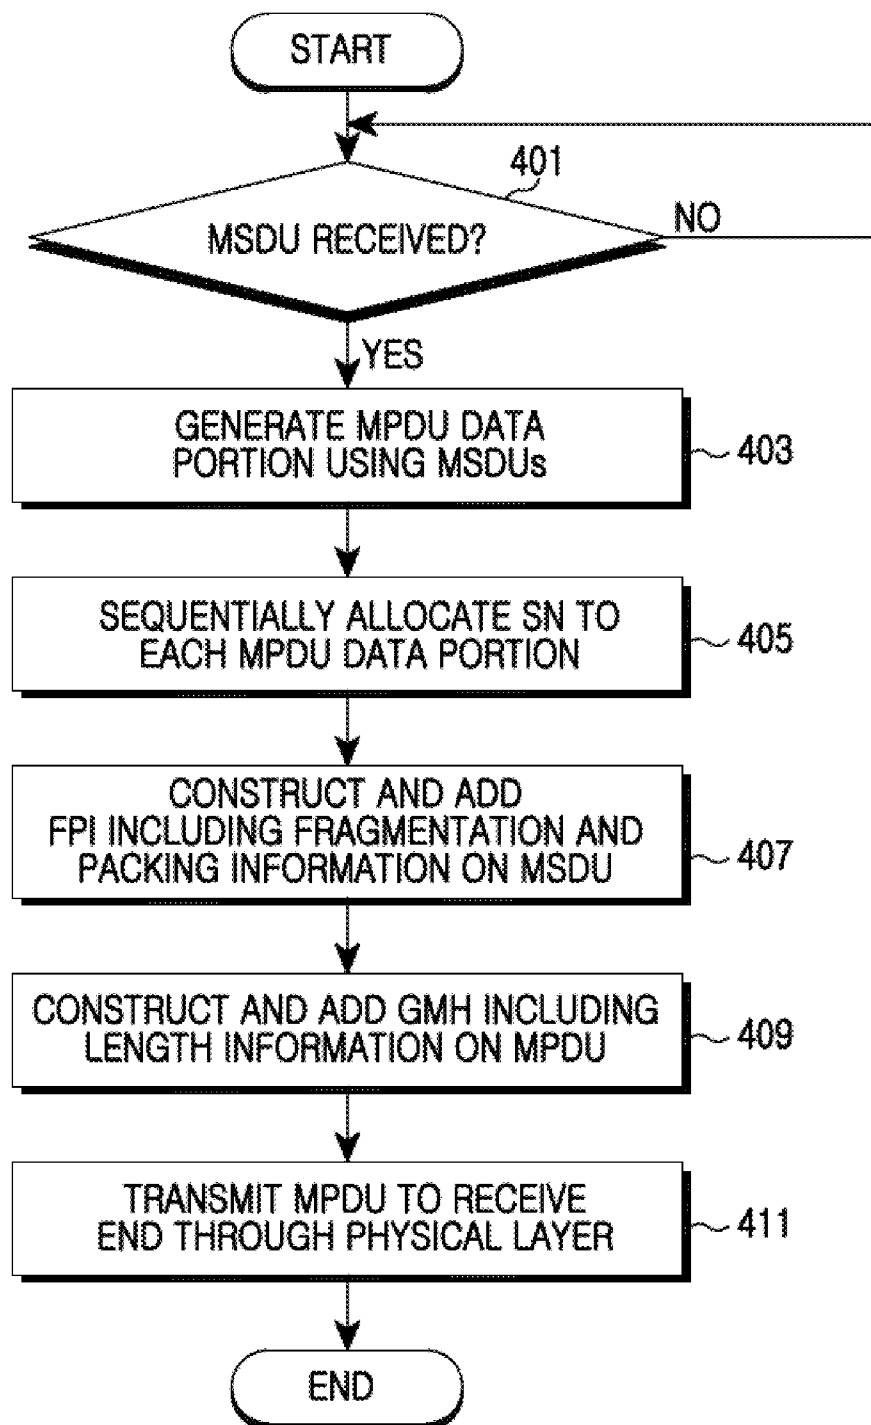 START
401
MSDU RECEIVED?
NO
YES
GENERATE MPDU DATA
PORTION USING MSDUs
403
SEQUENTIALLY ALLOCATE SN TO
EACH MPDU DATA PORTION
405
CONSTRUCT AND ADD
FPI INCLUDING FRAGMENTATION AND
PACKING INFORMATION ON MSDU
407
CONSTRUCT AND ADD GMH INCLUDING
LENGTH INFORMATION ON MPDU
409
TRANSMIT MPDU TO RECEIVE
END THROUGH PHYSICAL LAYER
411
END